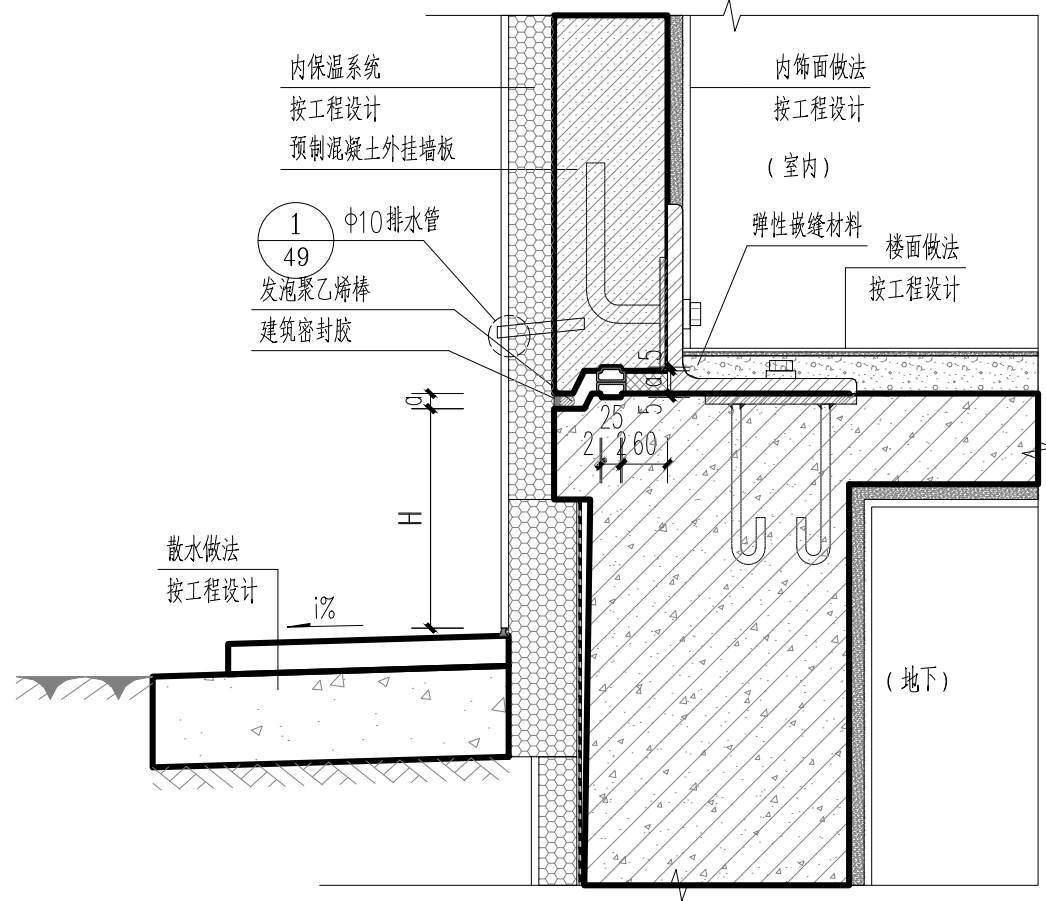 内保温系统
按工程设计
预制混凝土外挂墙板
内饰面做法
按工程设计
(室内)
1
49
Φ10排水管
弹性嵌缝材料
楼面做法
按工程设计
发泡聚乙烯棒
建筑密封胶
5
a
5
a
25
2
2
60
H
散水做法
按工程设计
i%
(地下)